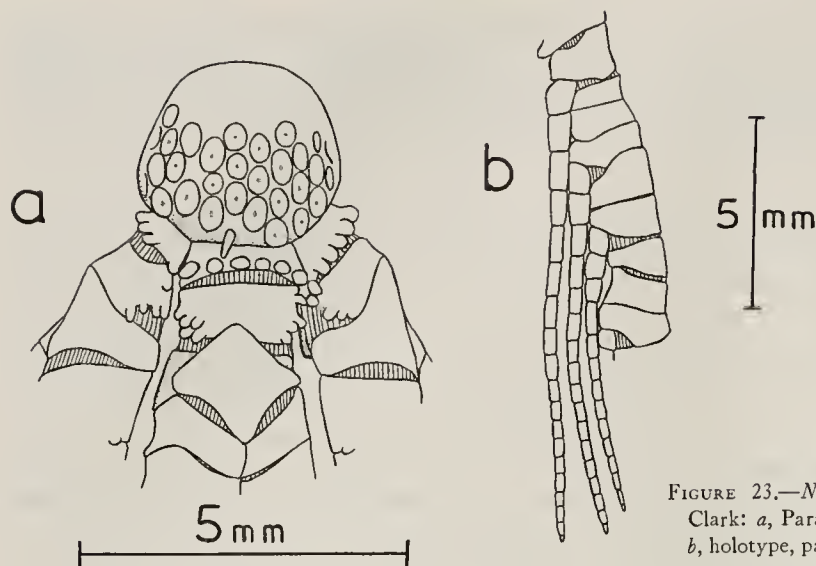 a
b
5 mm
5 mm
FIGURE 23.—N
Clark: a, Para
b, holotype, pa